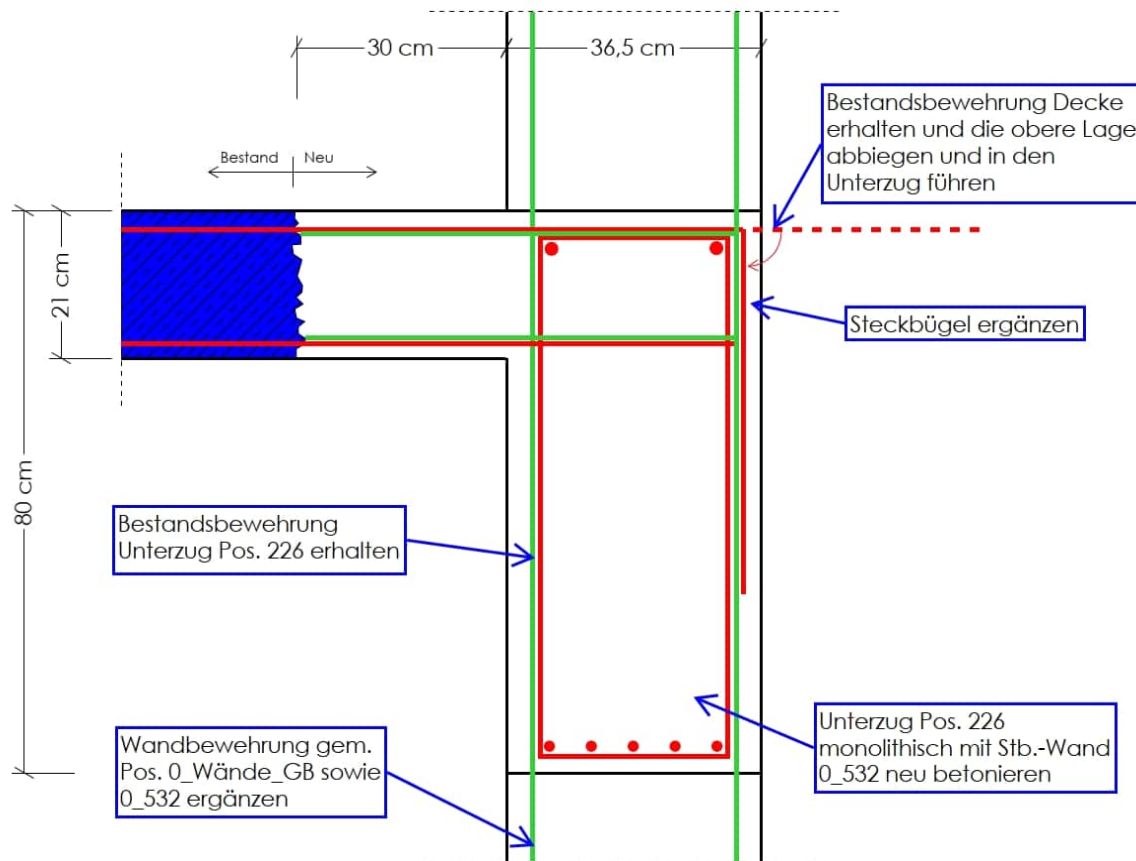 30 cm
36,5 cm
Bestandsbewehrung Decke
erhalten und die obere Lage
abbiegen und in den
Unterzug führen
Bestand
Neu
21 cm
80 cm
Steckbügel ergänzen
Bestandsbewehrung
Unterzug Pos. 226 erhalten
Wandbewehrung gem.
Pos. 0_Wände_GB sowie
0_532 ergänzen
Unterzug Pos. 226
monolithisch mit Stb.-Wand
0_532 neu betonieren